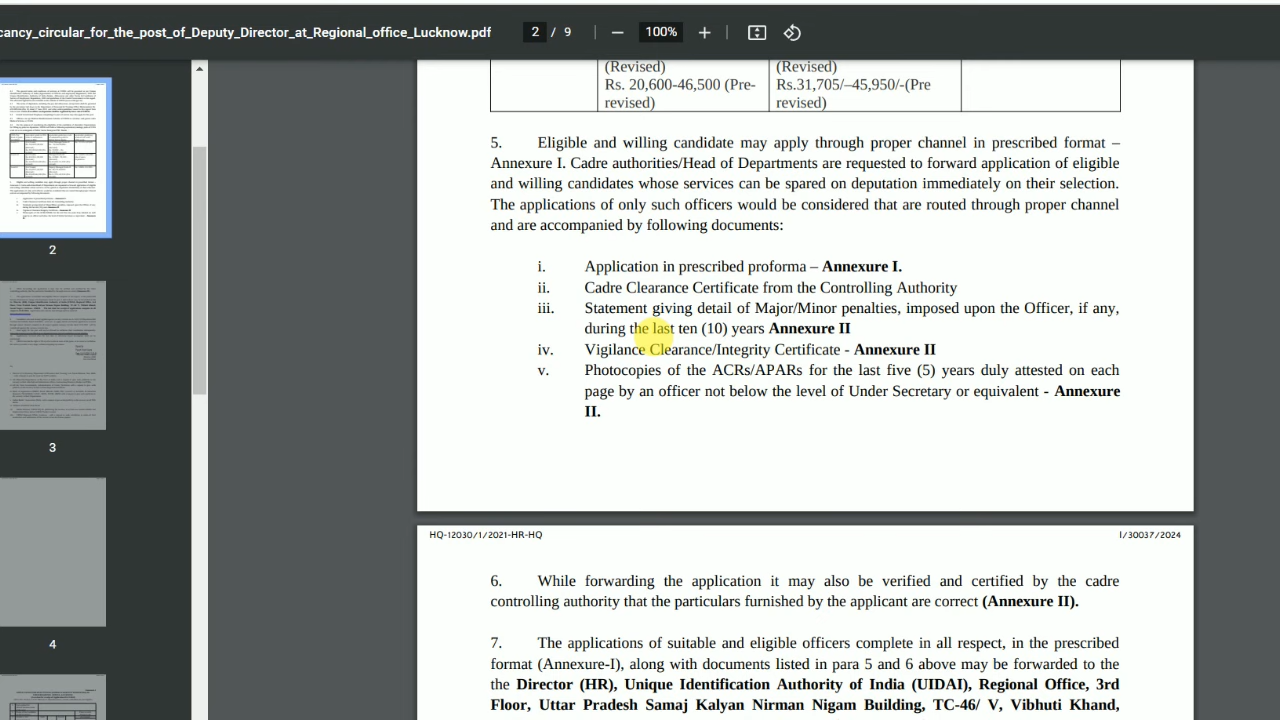 cancy_circular_for_the_post_of_Deputy_Director_at_Regional_office_Lucknow.pdf
2 / 9
100%
(Revised)
Rs. 20,600-46,500 (Pre-
revised)
(Revised)
Rs.31,705/–45,950/-(Pre
revised)
5. Eligible and willing candidate may apply through proper channel in prescribed format –
Annexure I. Cadre authorities/Head of Departments are requested to forward application of eligible
and willing candidates whose services can be spared on deputation immediately on their selection.
The applications of only such officers would be considered that are routed through proper channel
and are accompanied by following documents:
i. Application in prescribed proforma – Annexure I.
ii. Cadre Clearance Certificate from the Controlling Authority
iii. Statement giving detail of Major/Minor penalties, imposed upon the Officer, if any,
during the last ten (10) years Annexure II
iv. Vigilance Clearance/Integrity Certificate - Annexure II
v. Photocopies of the ACRs/APARs for the last five (5) years duly attested on each
page by an officer not below the level of Under Secretary or equivalent - Annexure
II.
HQ-12030/1/2021-HR-HQ
I/30037/2024
6. While forwarding the application it may also be verified and certified by the cadre
controlling authority that the particulars furnished by the applicant are correct (Annexure II).
7. The applications of suitable and eligible officers complete in all respect, in the prescribed
format (Annexure-I), along with documents listed in para 5 and 6 above may be forwarded to the
the Director (HR), Unique Identification Authority of India (UIDAI), Regional Office, 3rd
Floor, Uttar Pradesh Samaj Kalyan Nirman Nigam Building, TC-46/ V, Vibhuti Khand,
2
3
4